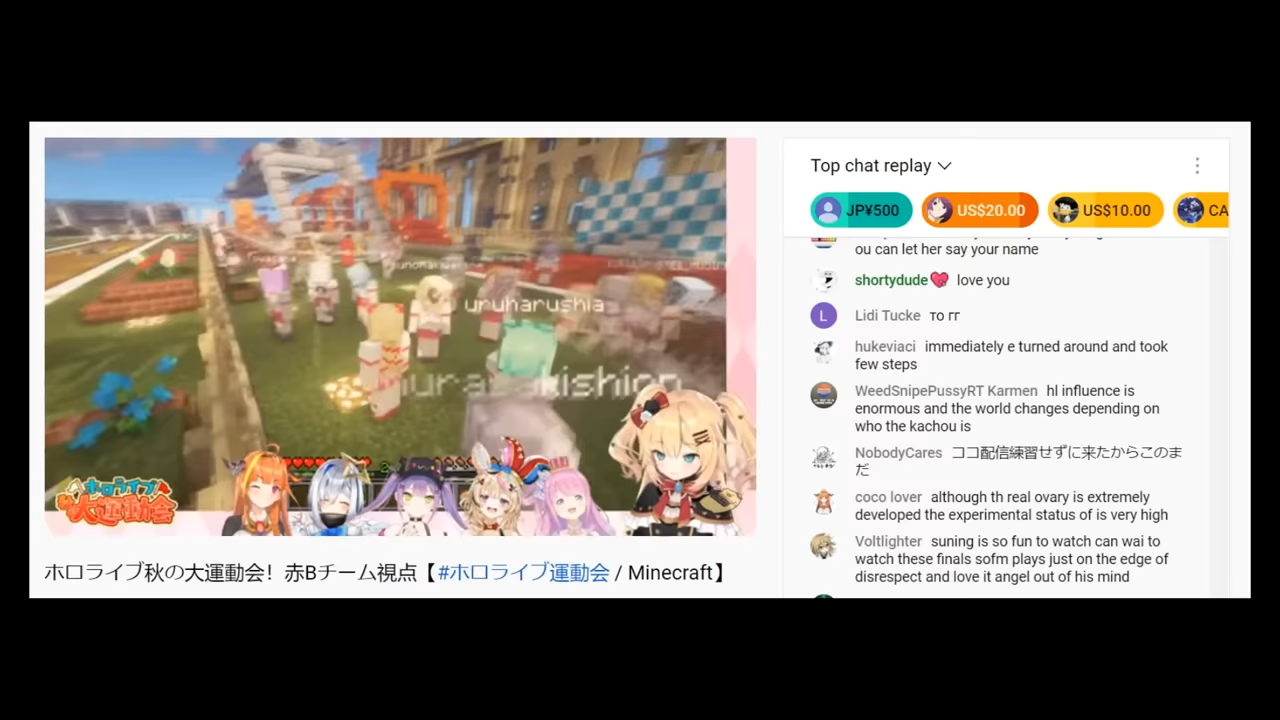 uruharushia
murasakishion
ホロライブ
大運動会
ホロライブ秋の大運動会！赤Bチーム視点【#ホロライブ運動会 / Minecraft】
Top chat replay
JP¥500
US$20.00
US$10.00
CA
ou can let her say your name
shortydude love you
Lidi Tucke то гг
hukeviaci immediately e turned around and took
few steps
WeedSnipePussyRT Karmen hl influence is
enormous and the world changes depending on
who the kachou is
NobodyCares ココ配信練習せずに来たからこのま
だ
coco lover although th real ovary is extremely
developed the experimental status of is very high
Voltlighter suning is so fun to watch can wai to
watch these finals sofm plays just on the edge of
disrespect and love it angel out of his mind
L